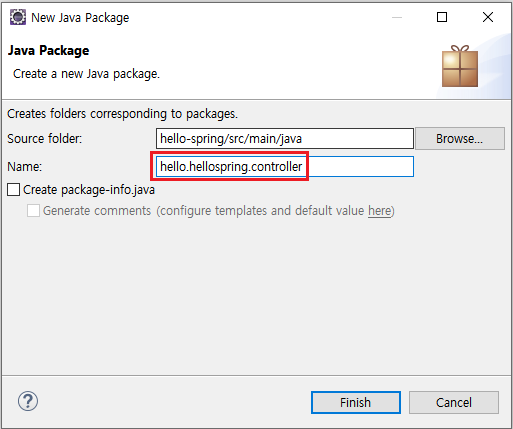 New Java Package
Java Package
Create a new Java package.
Creates folders corresponding to packages.
Source folder: hello-spring/src/main/java Browse...
Name: hello.hellospring.controller
Create package-info.java
Generate comments (configure templates and default value here)
? Finish Cancel